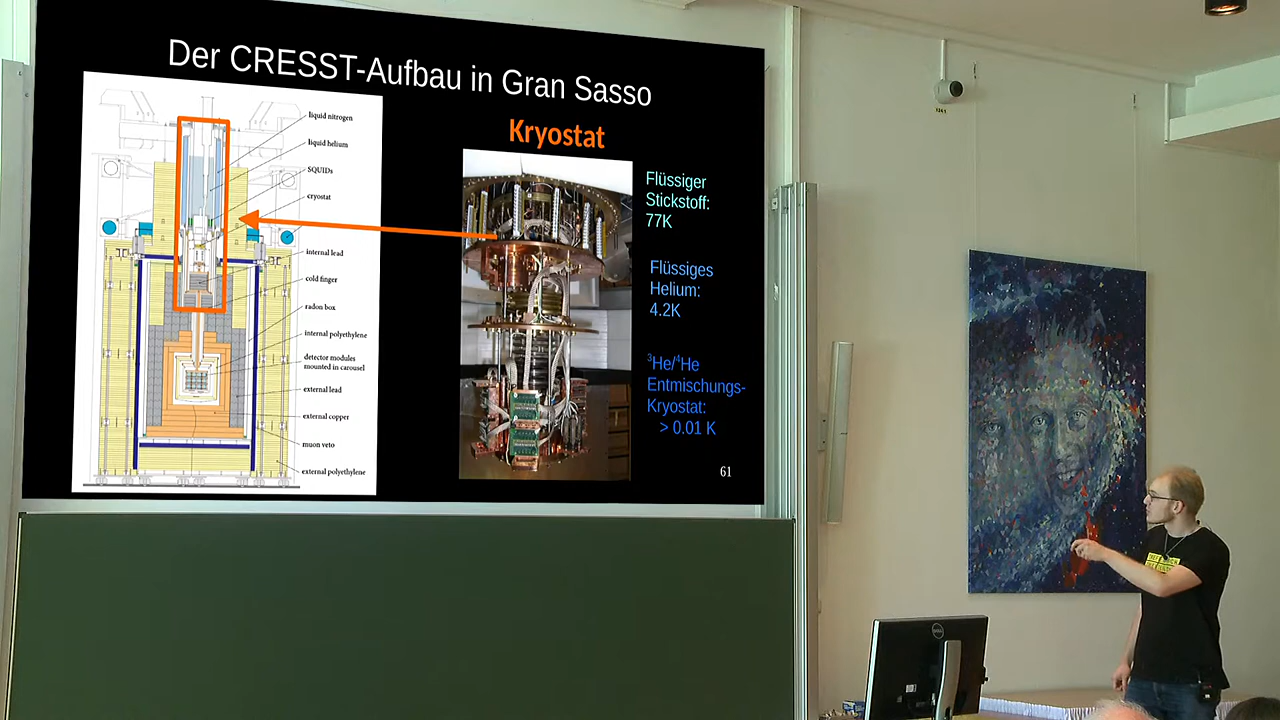 Der CRESST-Aufbau in Gran Sasso
liquid nitrogen
liquid helium
SQUIDs
cryostat
internal lead
cold finger
radon box
internal polyethylene
detector modules
mounted in carousel
external lead
external copper
muon veto
external polyethylene
Kryostat
Flüssiger
Stickstoff:
77K
Flüssiges
Helium:
4.2K
³He/⁴He
Entmischungs-
Kryostat:
> 0.01 K
61
DELL